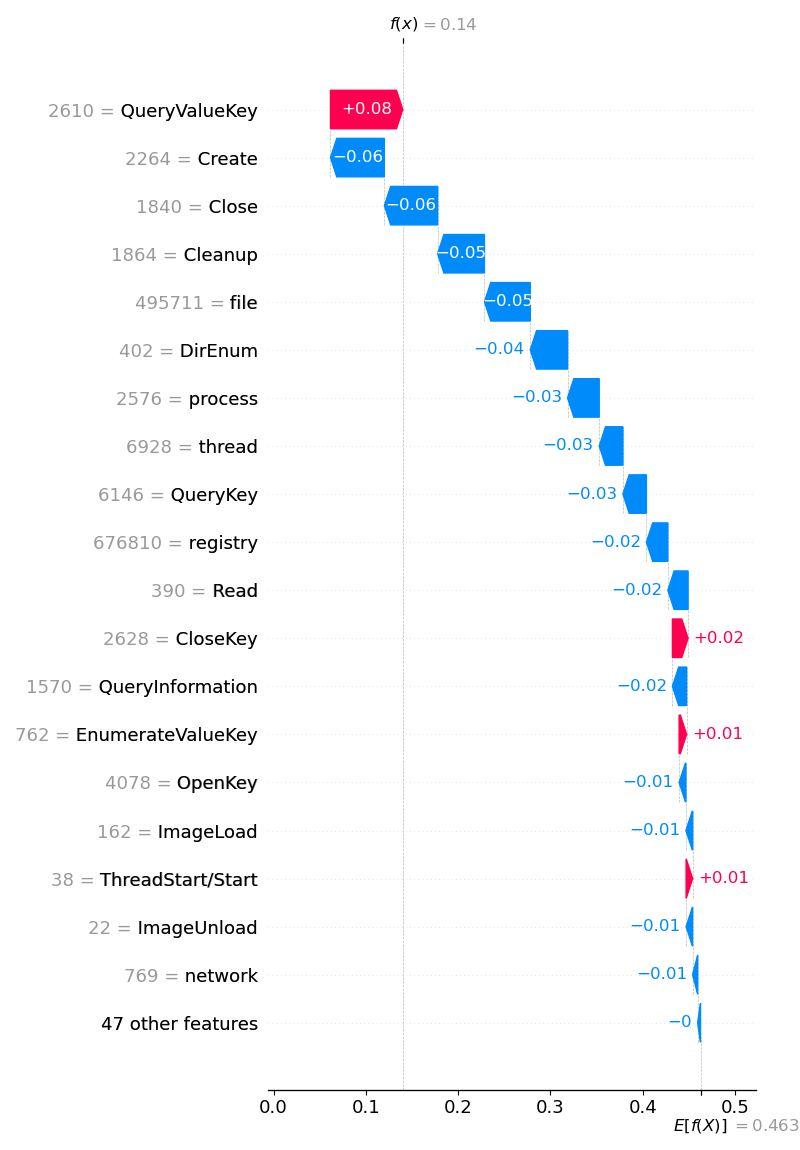 f(x) = 0.14
2610 = QueryValueKey +0.08
2264 = Create −0.06
1840 = Close −0.06
1864 = Cleanup −0.05
495711 = file −0.05
402 = DirEnum −0.04
2576 = process −0.03
6928 = thread −0.03
6146 = QueryKey −0.03
676810 = registry −0.02
390 = Read −0.02
2628 = CloseKey +0.02
1570 = QueryInformation −0.02
762 = EnumerateValueKey +0.01
4078 = OpenKey −0.01
162 = ImageLoad −0.01
38 = ThreadStart/Start +0.01
22 = ImageUnload −0.01
769 = network −0.01
47 other features −0
0.0 0.1 0.2 0.3 0.4 0.5
E[f(X)] = 0.463